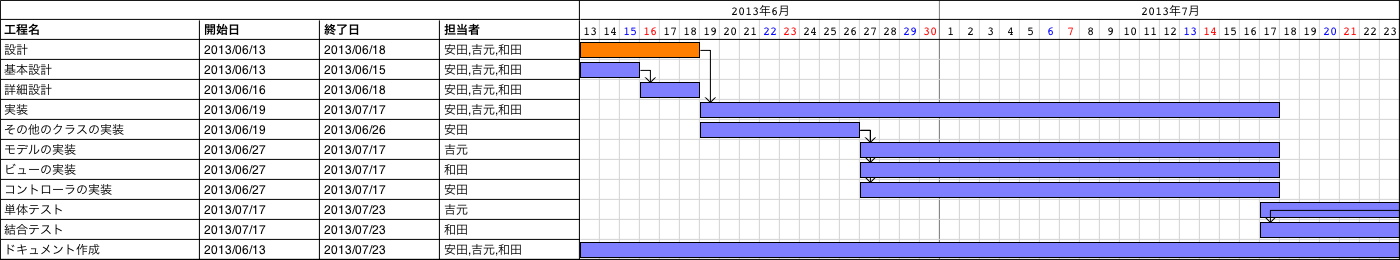 2013年6月 2013年7月
工程名 開始日 終了日 担当者 13 14 15 16 17 18 19 20 21 22 23 24 25 26 27 28 29 30 1 2 3 4 5 6 7 8 9 10 11 12 13 14 15 16 17 18 19 20 21 22 23
設計 2013/06/13 2013/06/18 安田,吉元,和田
基本設計 2013/06/13 2013/06/15 安田,吉元,和田
詳細設計 2013/06/16 2013/06/18 安田,吉元,和田
実装 2013/06/19 2013/07/17 安田,吉元,和田
その他のクラスの実装 2013/06/19 2013/06/26 安田
モデルの実装 2013/06/27 2013/07/17 吉元
ビューの実装 2013/06/27 2013/07/17 和田
コントローラの実装 2013/06/27 2013/07/17 安田
単体テスト 2013/07/17 2013/07/23 吉元
結合テスト 2013/07/17 2013/07/23 和田
ドキュメント作成 2013/06/13 2013/07/23 安田,吉元,和田